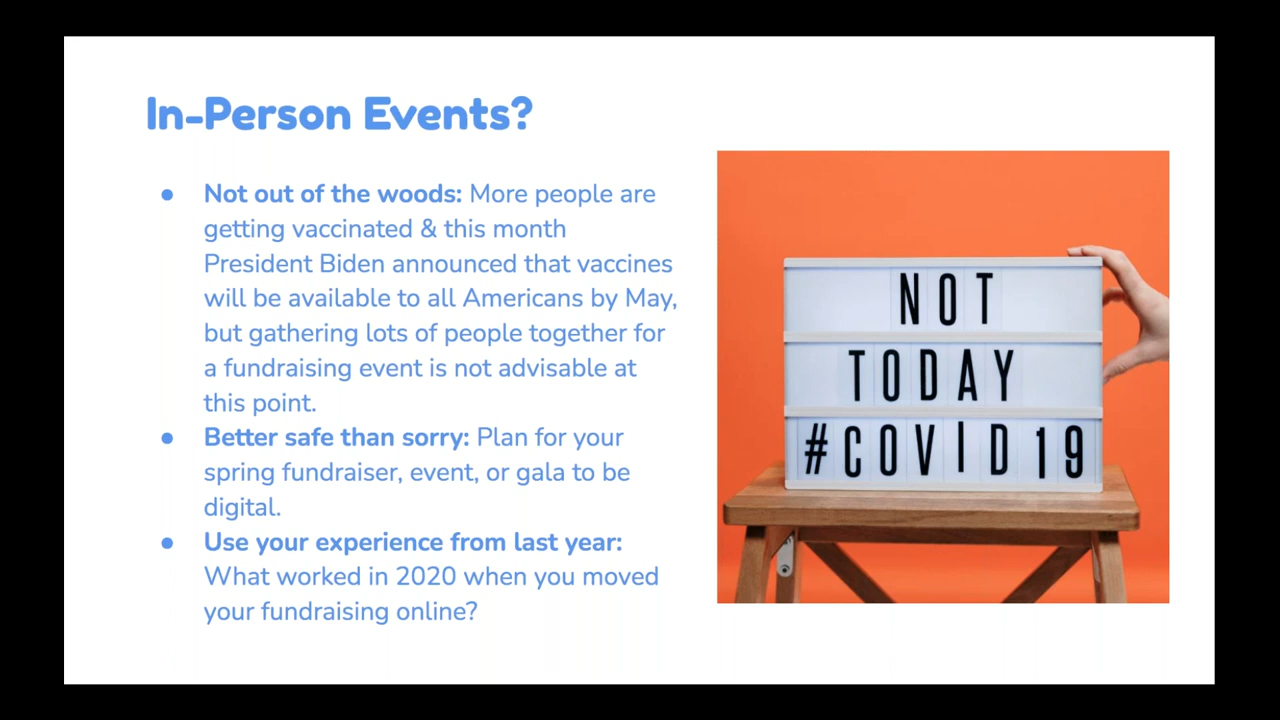 In-Person Events?
● Not out of the woods: More people are
getting vaccinated & this month
President Biden announced that vaccines
will be available to all Americans by May,
but gathering lots of people together for
a fundraising event is not advisable at
this point.
● Better safe than sorry: Plan for your
spring fundraiser, event, or gala to be
digital.
● Use your experience from last year:
What worked in 2020 when you moved
your fundraising online?
NOT
TODAY
#COVID19